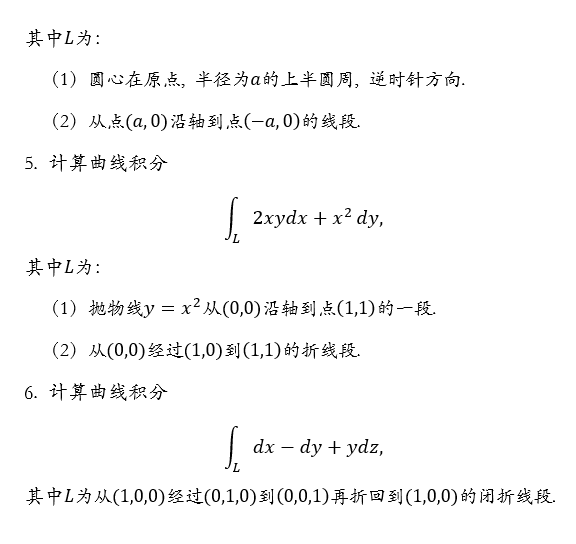 其中L为:
(1) 圆心在原点, 半径为a的上半圆周, 逆时针方向.
(2) 从点(a, 0)沿轴到点(−a, 0)的线段.
5. 计算曲线积分
∫_L 2xydx + x² dy,
其中L为:
(1) 抛物线y = x²从(0,0)沿轴到点(1,1)的一段.
(2) 从(0,0)经过(1,0)到(1,1)的折线段.
6. 计算曲线积分
∫_L dx − dy + ydz,
其中L为从(1,0,0)经过(0,1,0)到(0,0,1)再折回到(1,0,0)的闭折线段.